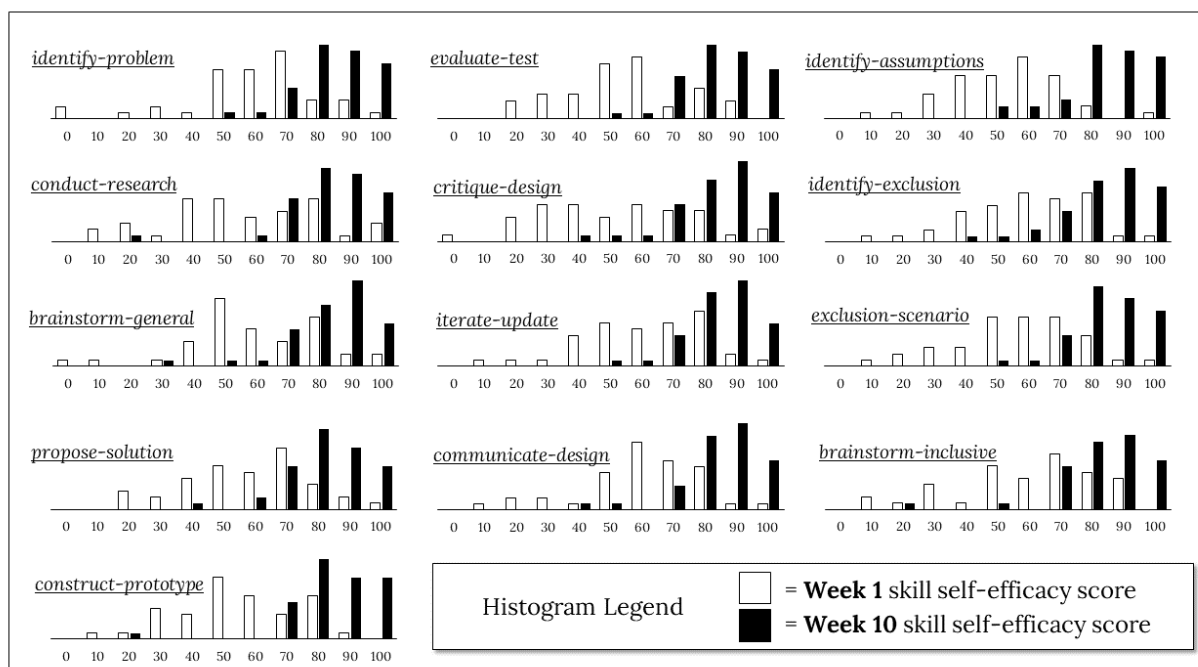 identify-problem
0 10 20 30 40 50 60 70 80 90 100
evaluate-test
0 10 20 30 40 50 60 70 80 90 100
identify-assumptions
0 10 20 30 40 50 60 70 80 90 100
conduct-research
0 10 20 30 40 50 60 70 80 90 100
critique-design
0 10 20 30 40 50 60 70 80 90 100
identify-exclusion
0 10 20 30 40 50 60 70 80 90 100
brainstorm-general
0 10 20 30 40 50 60 70 80 90 100
iterate-update
0 10 20 30 40 50 60 70 80 90 100
exclusion-scenario
0 10 20 30 40 50 60 70 80 90 100
propose-solution
0 10 20 30 40 50 60 70 80 90 100
communicate-design
0 10 20 30 40 50 60 70 80 90 100
brainstorm-inclusive
0 10 20 30 40 50 60 70 80 90 100
construct-prototype
0 10 20 30 40 50 60 70 80 90 100
Histogram Legend
= Week 1 skill self-efficacy score
= Week 10 skill self-efficacy score